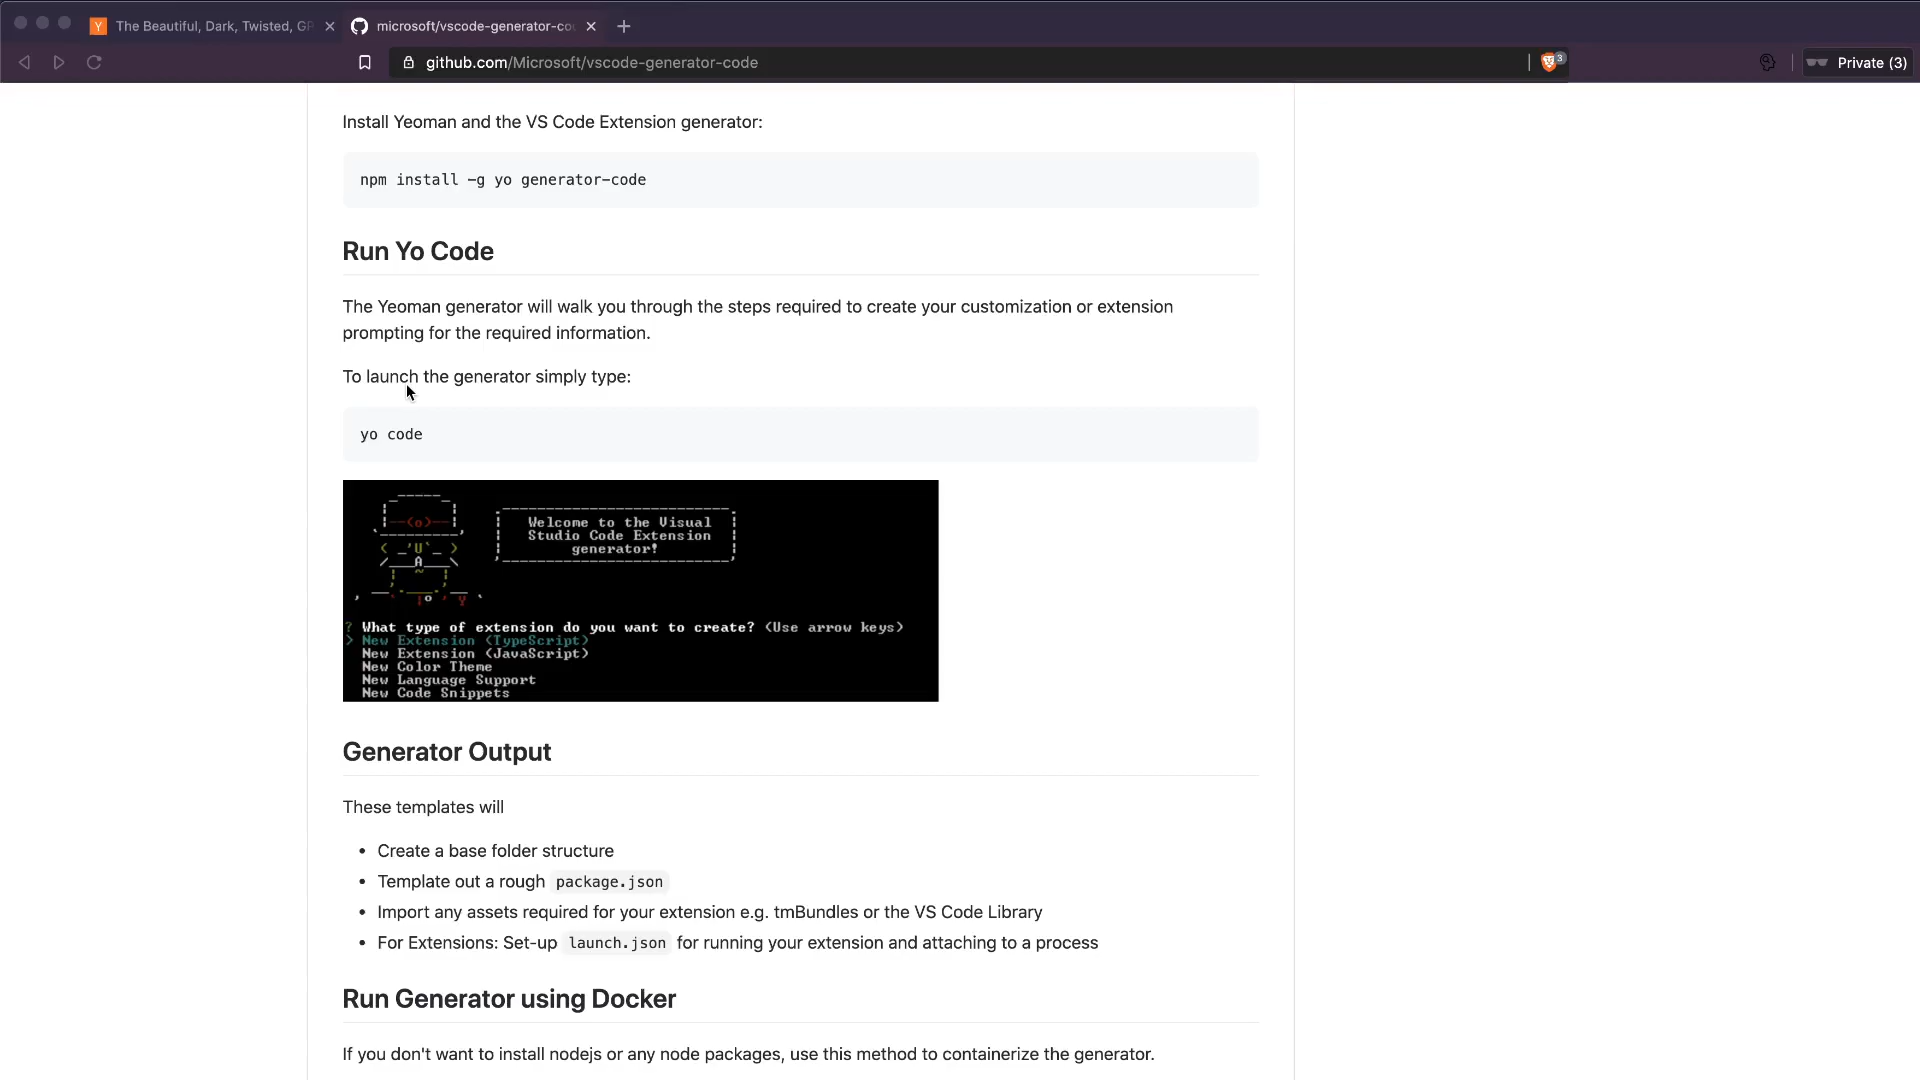 The Beautiful, Dark, Twisted, GP
microsoft/vscode-generator-co
github.com/Microsoft/vscode-generator-code
3
Private (3)
Install Yeoman and the VS Code Extension generator:
npm install -g yo generator-code
Run Yo Code
The Yeoman generator will walk you through the steps required to create your customization or extension
prompting for the required information.
To launch the generator simply type:
yo code
Welcome to the Visual
Studio Code Extension
generator!
? What type of extension do you want to create? (Use arrow keys)
> New Extension (TypeScript)
New Extension (JavaScript)
New Color Theme
New Language Support
New Code Snippets
Generator Output
These templates will
• Create a base folder structure
• Template out a rough package.json
• Import any assets required for your extension e.g. tmBundles or the VS Code Library
• For Extensions: Set-up launch.json for running your extension and attaching to a process
Run Generator using Docker
If you don't want to install nodejs or any node packages, use this method to containerize the generator.